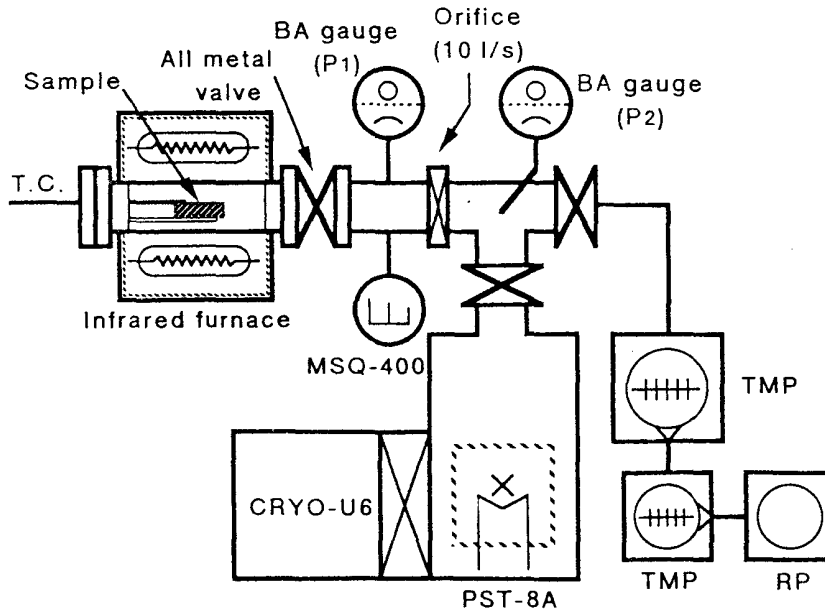 BA gauge
(P1)
Orifice
(10 l/s)
All metal
valve
Sample
BA gauge
(P2)
T.C.
Infrared furnace
MSQ-400
TMP
CRYO-U6
PST-8A
TMP
RP